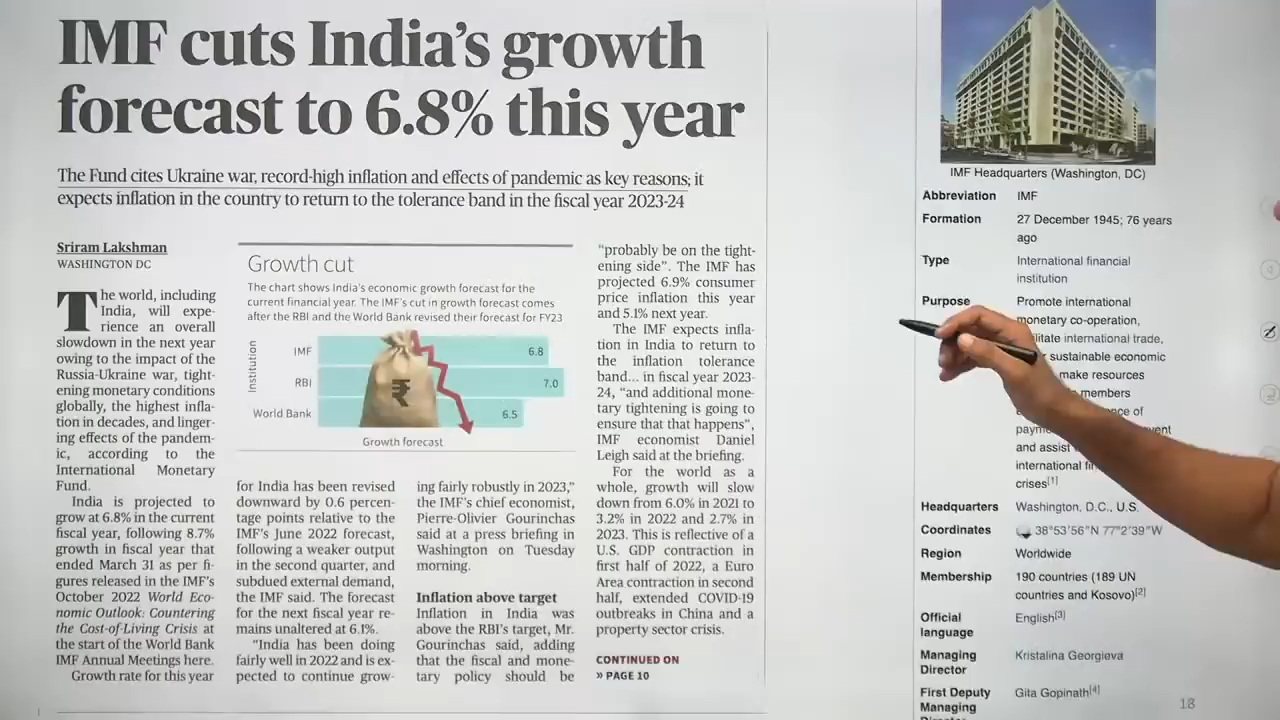 IMF cuts India's growth
forecast to 6.8% this year
The Fund cites Ukraine war, record-high inflation and effects of pandemic as key reasons; it
expects inflation in the country to return to the tolerance band in the fiscal year 2023-24
Sriram Lakshman
WASHINGTON DC
The world, including
India, will expe-
rience an overall
slowdown in the next year
owing to the impact of the
Russia-Ukraine war, tight-
ening monetary conditions
globally, the highest infla-
tion in decades, and linger-
ing effects of the pandem-
ic, according to the
International Monetary
Fund.
India is projected to
grow at 6.8% in the current
fiscal year, following 8.7%
growth in fiscal year that
ended March 31 as per fi-
gures released in the IMF's
October 2022 World Eco-
nomic Outlook: Countering
the Cost-of-Living Crisis at
the start of the World Bank
IMF Annual Meetings here.
Growth rate for this year
Growth cut
The chart shows India's economic growth forecast for the
current financial year. The IMF's cut in growth forecast comes
after the RBI and the World Bank revised their forecast for FY23
Institution
IMF 6.8
RBI 7.0
World Bank 6.5
₹
Growth forecast
for India has been revised
downward by 0.6 percen-
tage points relative to the
IMF's June 2022 forecast,
following a weaker output
in the second quarter, and
subdued external demand,
the IMF said. The forecast
for the next fiscal year re-
mains unaltered at 6.1%.
"India has been doing
fairly well in 2022 and is ex-
pected to continue grow-
ing fairly robustly in 2023,"
the IMF's chief economist,
Pierre-Olivier Gourinchas
said at a press briefing in
Washington on Tuesday
morning.
Inflation above target
Inflation in India was
above the RBI's target, Mr.
Gourinchas said, adding
that the fiscal and mone-
tary policy should be
"probably be on the tight-
ening side". The IMF has
projected 6.9% consumer
price inflation this year
and 5.1% next year.
The IMF expects infla-
tion in India to return to
the inflation tolerance
band... in fiscal year 2023-
24, "and additional mone-
tary tightening is going to
ensure that that happens",
IMF economist Daniel
Leigh said at the briefing.
For the world as a
whole, growth will slow
down from 6.0% in 2021 to
3.2% in 2022 and 2.7% in
2023. This is reflective of a
U.S. GDP contraction in
first half of 2022, a Euro
Area contraction in second
half, extended COVID-19
outbreaks in China and a
property sector crisis.
CONTINUED ON
» PAGE 10
IMF Headquarters (Washington, DC)
Abbreviation IMF
Formation 27 December 1945; 76 years
ago
Type International financial
institution
Purpose Promote international
monetary co-operation,
international trade,
sustainable economic
make resources
members
of
and assist
international
crises[1]
Headquarters Washington, D.C., U.S.
Coordinates 38°53′56″N 77°2′39″W
Region Worldwide
Membership 190 countries (189 UN
countries and Kosovo)[2]
Official English[3]
language
Managing Kristalina Georgieva
Director
First Deputy Gita Gopinath[4]
Managing
18